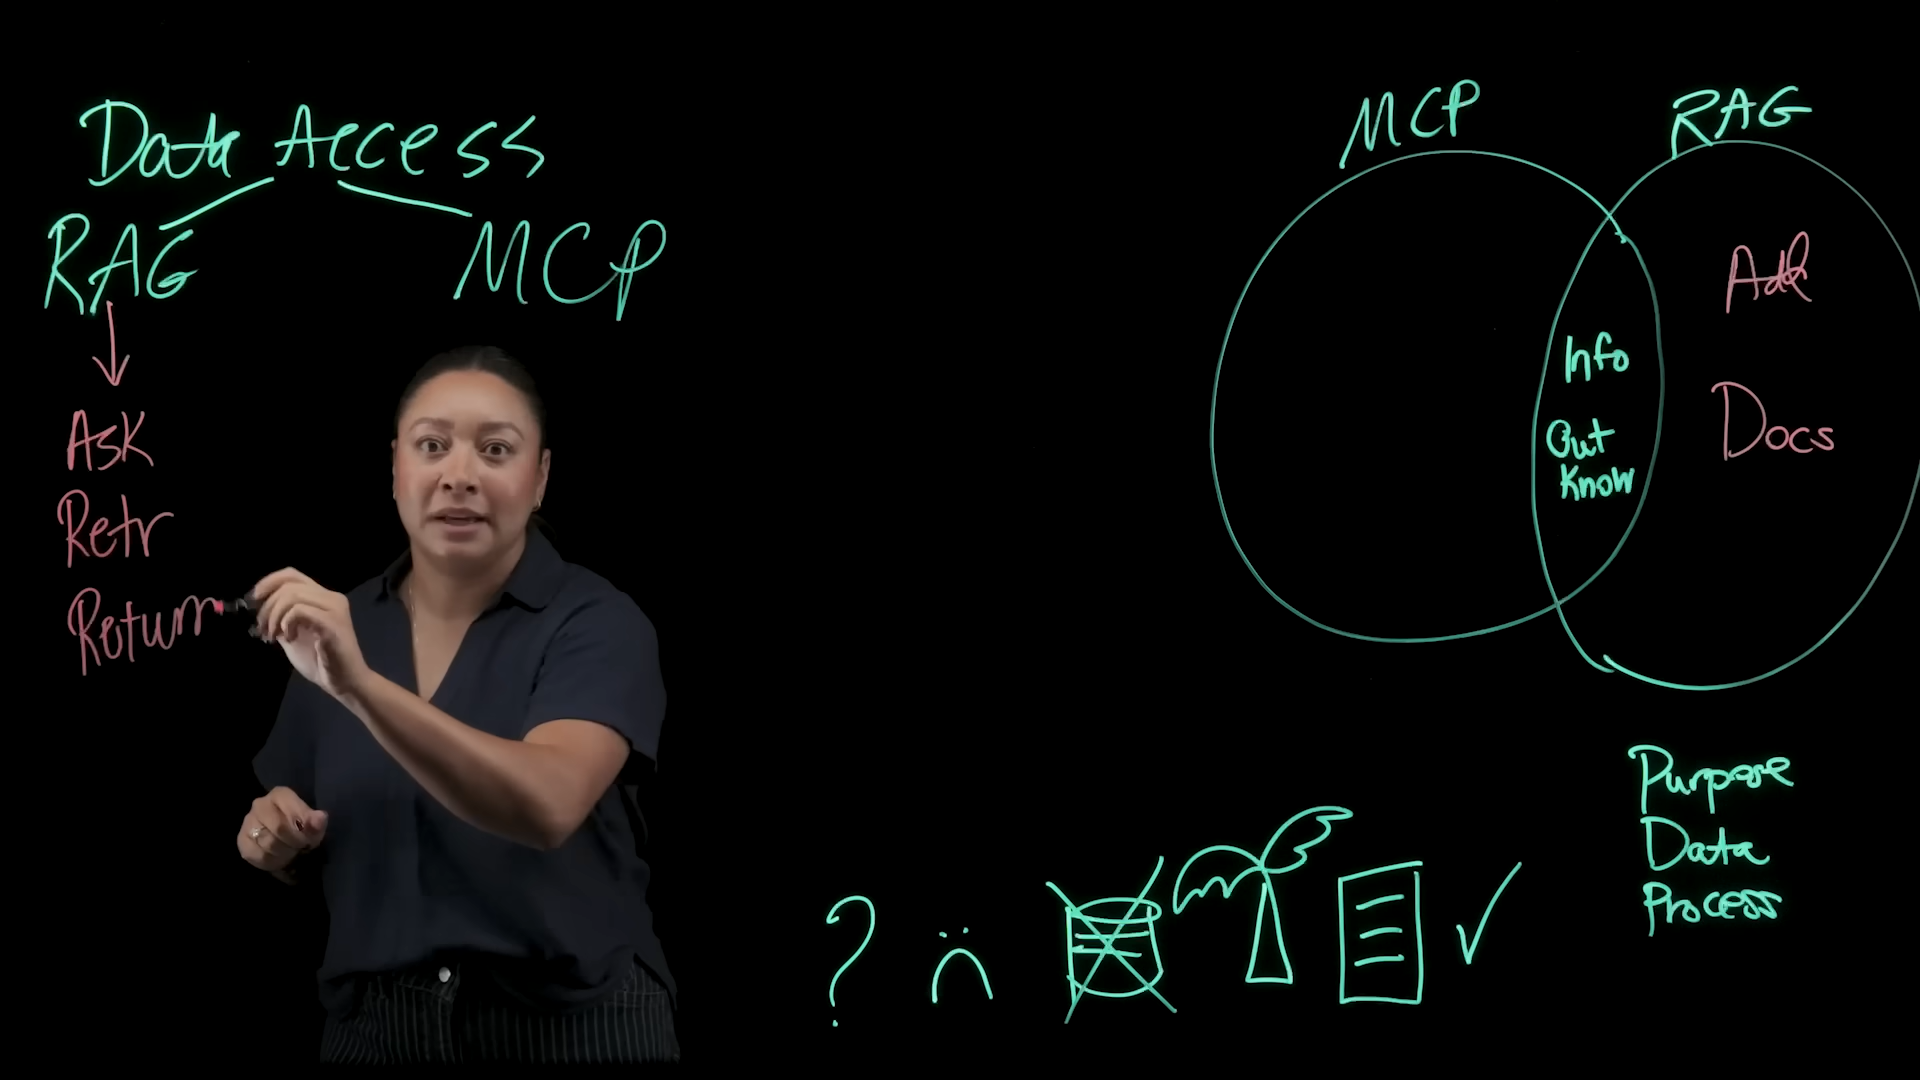 Data Access
RAG MCP
Ask
Retr
Return
MCP RAG
Info
Out
Know
Add
Docs
Purpose
Data
Process
?